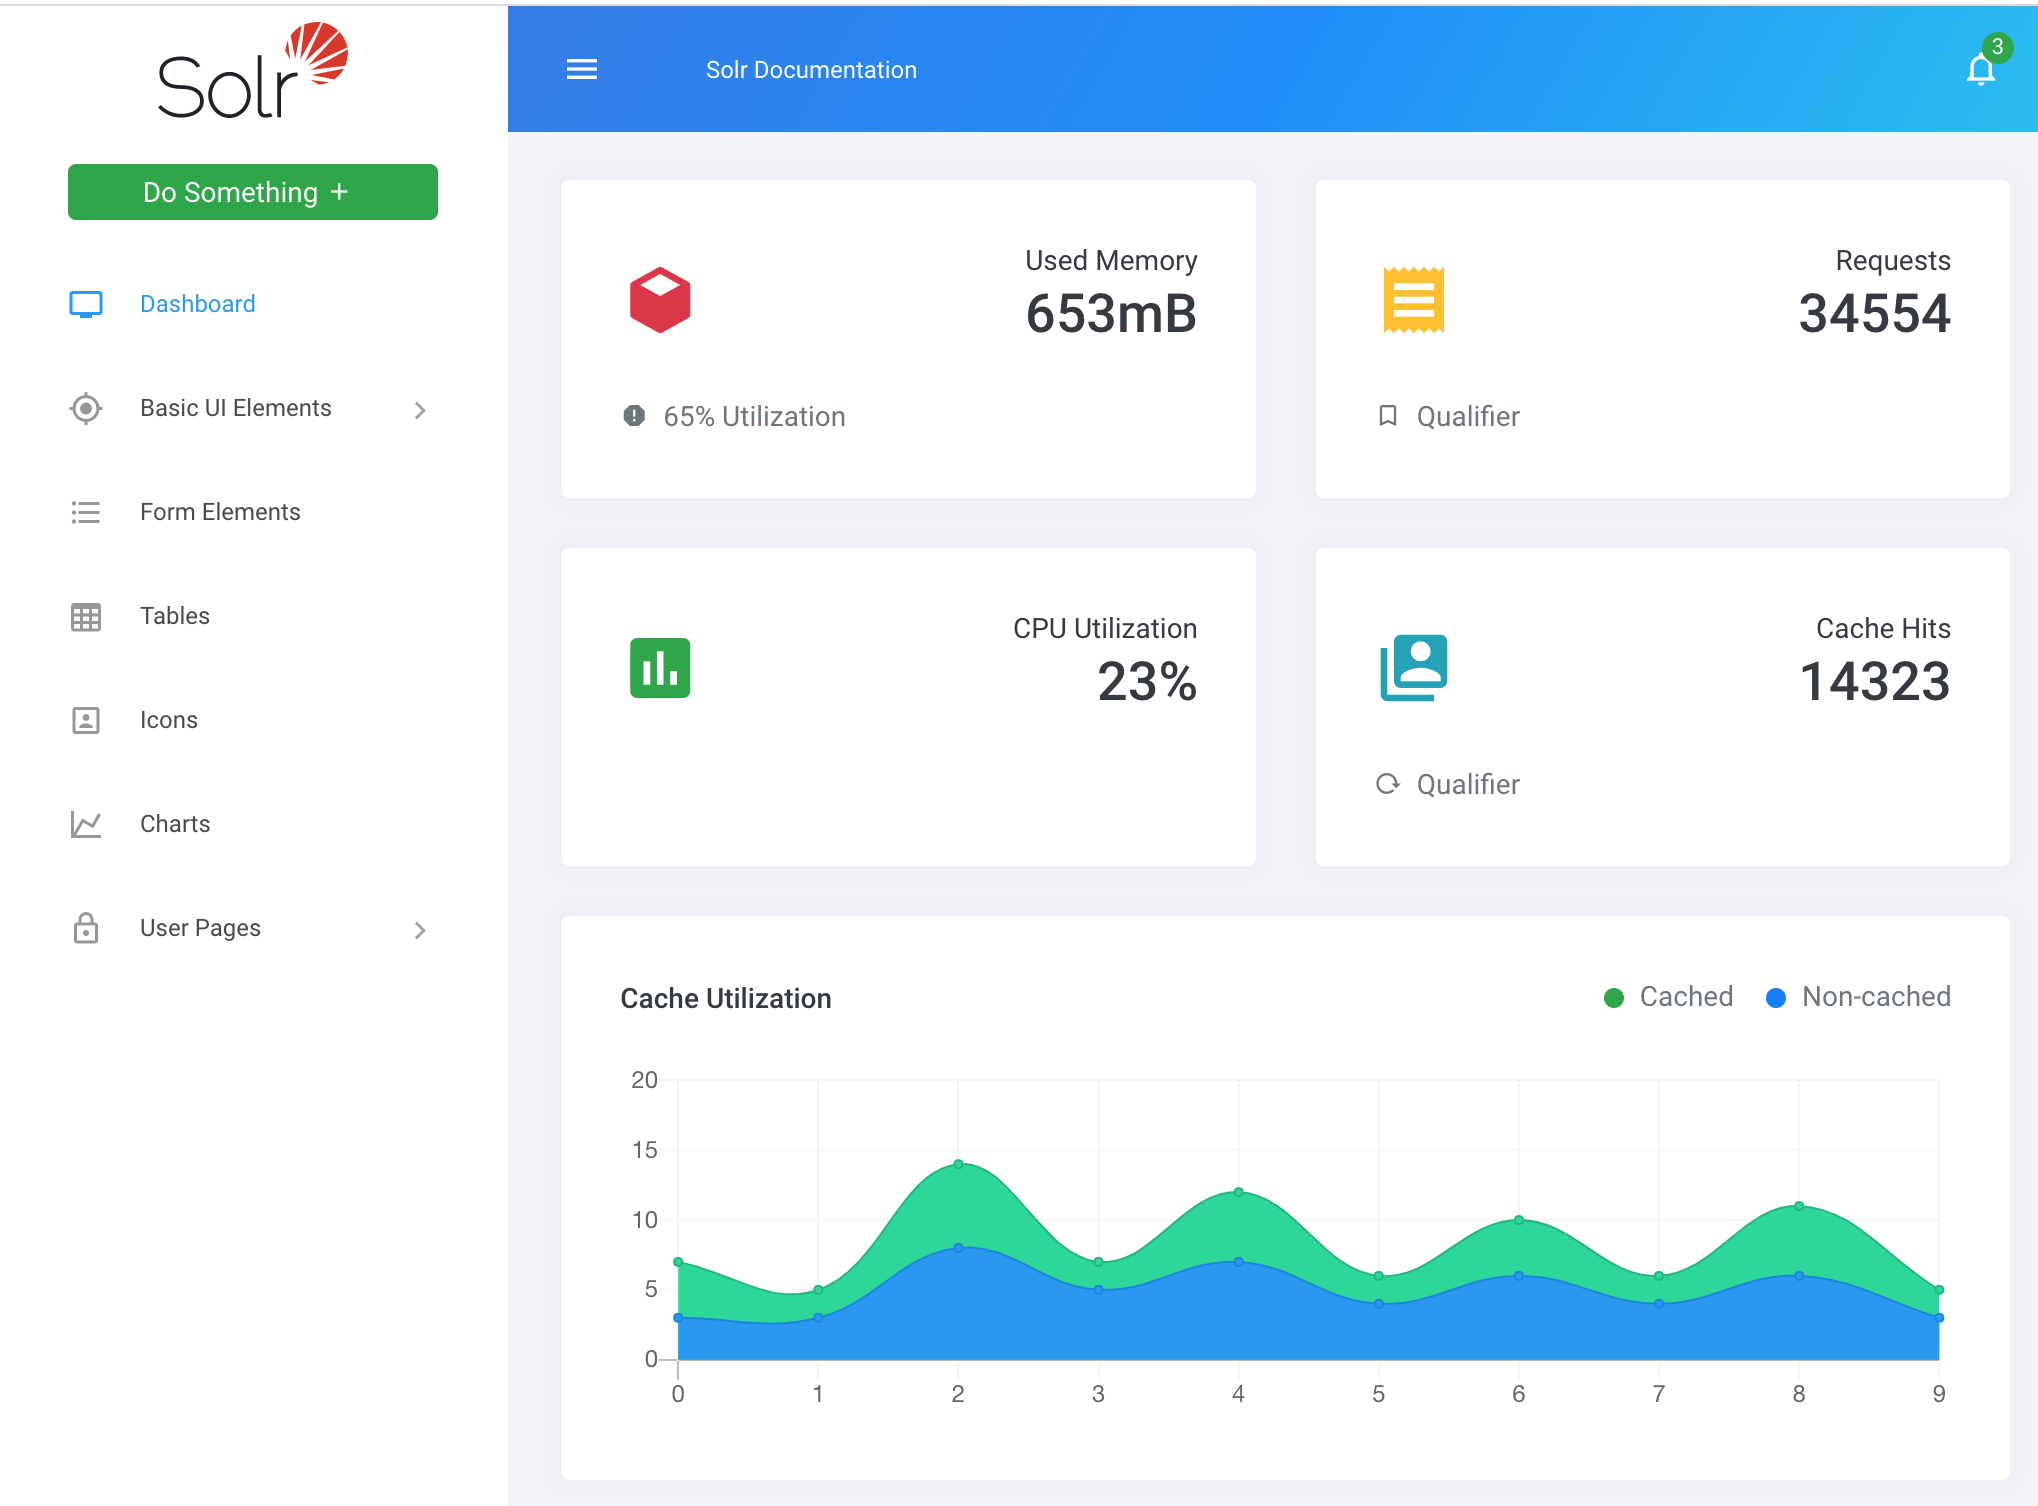 Solr
Do Something +
Dashboard
Basic UI Elements
Form Elements
Tables
Icons
Charts
User Pages
Solr Documentation
3
Used Memory
653mB
65% Utilization
Requests
34554
Qualifier
CPU Utilization
23%
Cache Hits
14323
Qualifier
Cache Utilization
Cached Non-cached
20
15
10
5
0
0 1 2 3 4 5 6 7 8 9